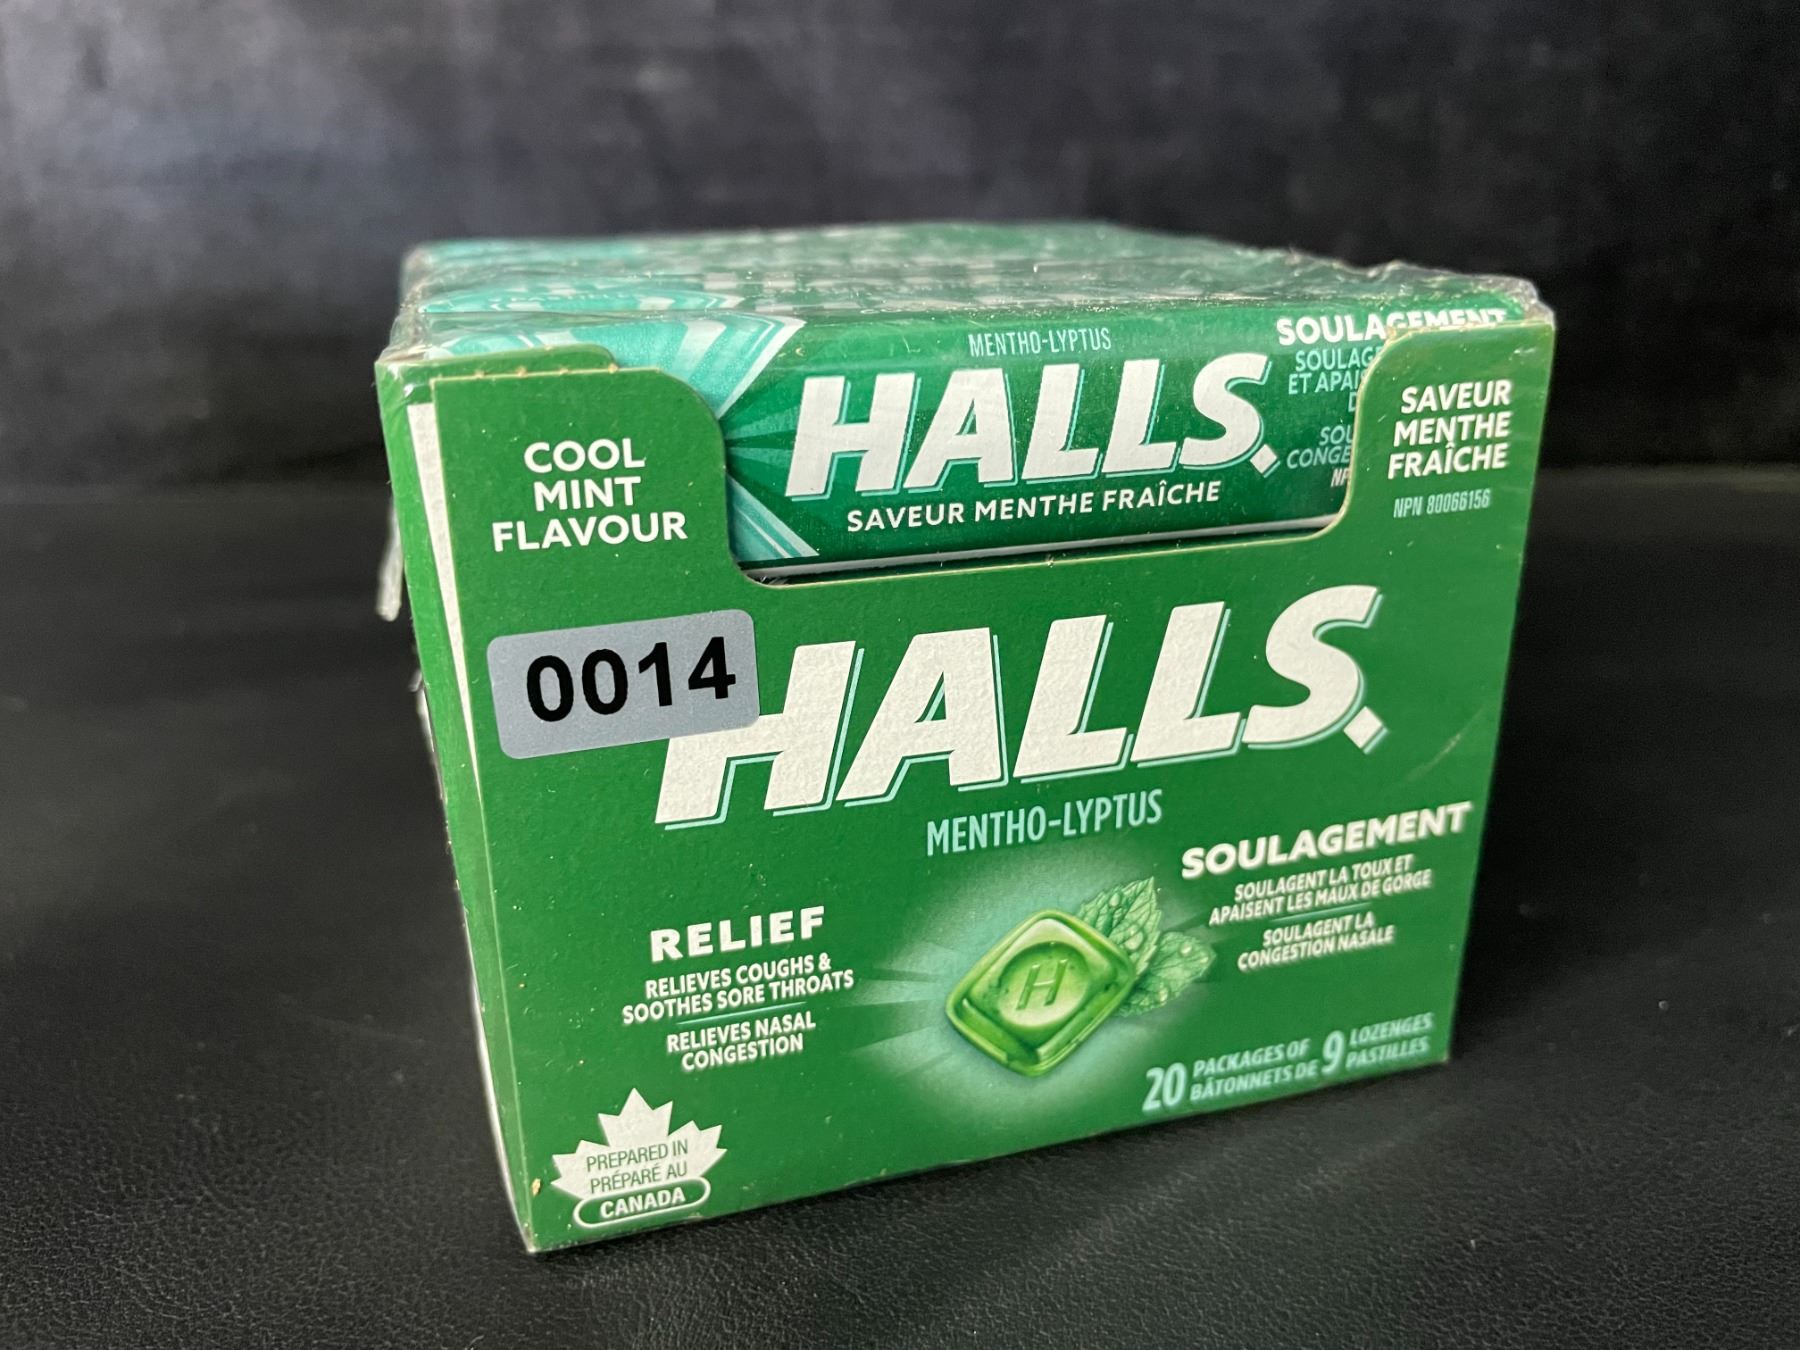 MENTHO-LYPTUS
HALLS
SAVEUR MENTHE FRAÎCHE
SOULAGEMENT
ET
COOL
MINT
FLAVOUR
SAVEUR
MENTHE
FRAÎCHE
NPN 80066156
0014
HALLS
MENTHO-LYPTUS
RELIEF
RELIEVES COUGHS &
SOOTHES SORE THROATS
RELIEVES NASAL
CONGESTION
SOULAGEMENT
SOULAGENT LA TOUX ET
APAISENT LES MAUX DE GORGE
SOULAGENT LA
CONGESTION NASALE
20 PACKAGES OF 9 LOZENGES
BÂTONNETS DE PASTILLES
PREPARED IN
PRÉPARÉ AU
CANADA
H